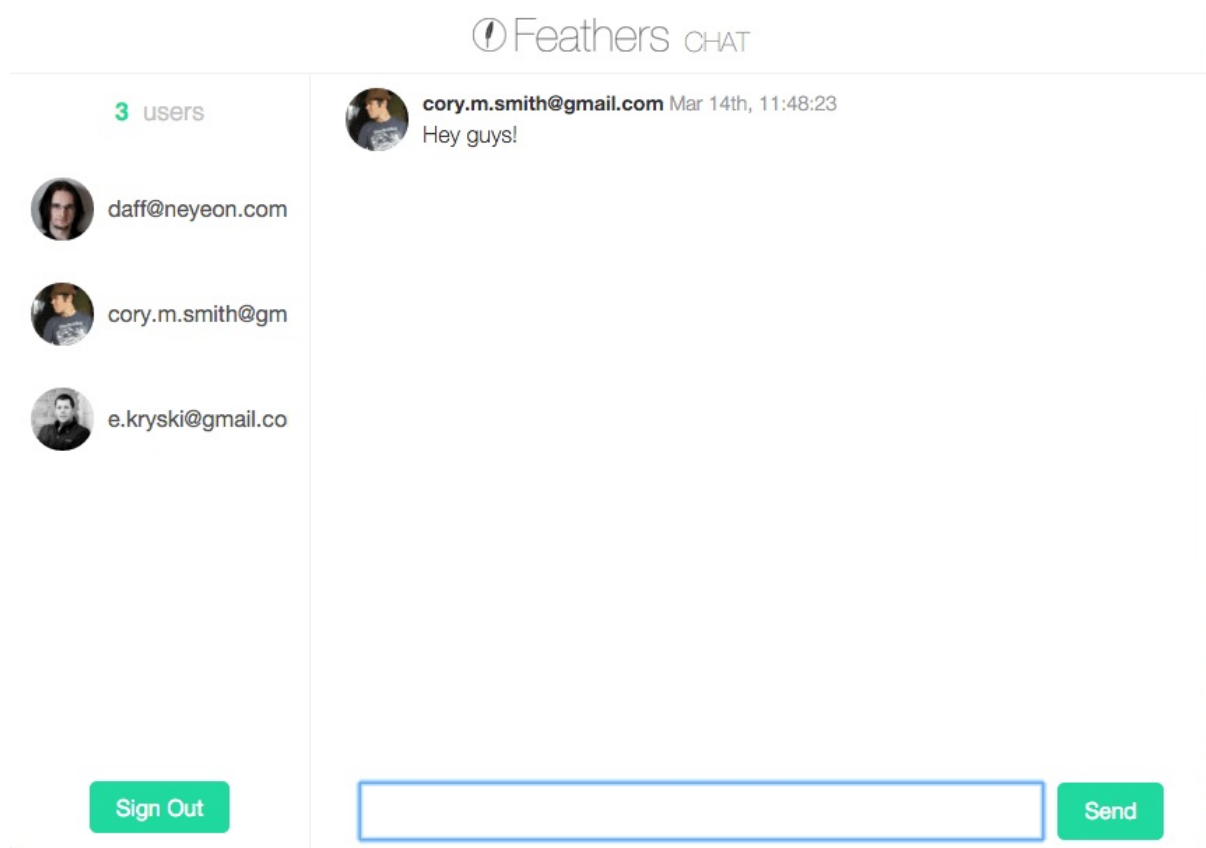 Feathers CHAT
3 users
daff@neyeon.com
cory.m.smith@gm
e.kryski@gmail.co
Sign Out
cory.m.smith@gmail.com Mar 14th, 11:48:23
Hey guys!
Send